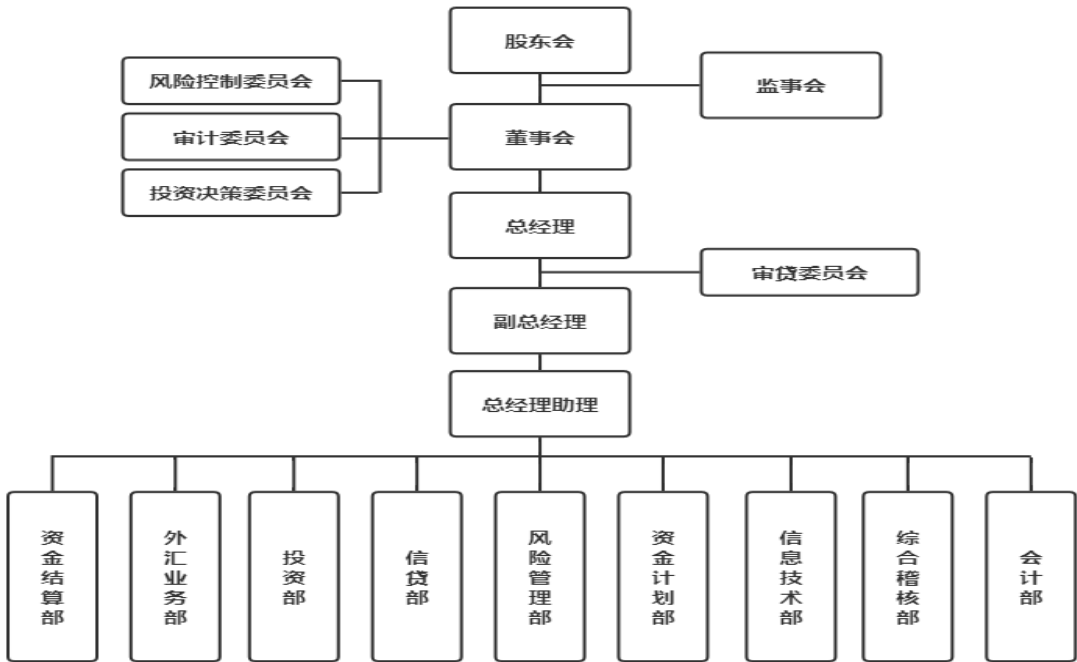 股东会
监事会
风险控制委员会
审计委员会
董事会
投资决策委员会
总经理
审贷委员会
副总经理
总经理助理
资金结算部
外汇业务部
投资部
信贷部
风险管理部
资金计划部
信息技术部
综合稽核部
会计部